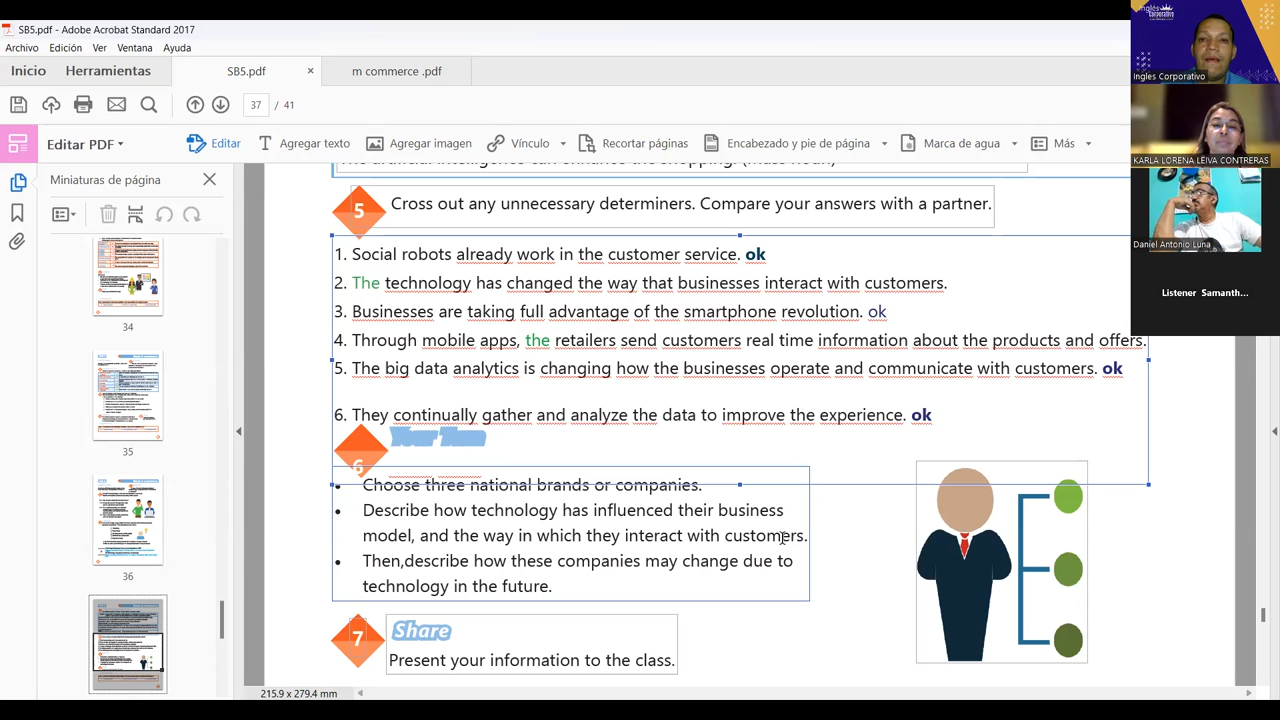 SB5.pdf - Adobe Acrobat Standard 2017
Archivo Edición Ver Ventana Ayuda
Inicio Herramientas SB5.pdf × m commerce .pdf
37 / 41
Editar PDF Editar Agregar texto Agregar imagen Vínculo Recortar páginas Encabezado y pie de página Marca de agua Más
Miniaturas de página
34
35
36
5 Cross out any unnecessary determiners. Compare your answers with a partner.
1. Social robots already work in the customer service. ok
2. The technology has changed the way that businesses interact with customers.
3. Businesses are taking full advantage of the smartphone revolution. ok
4. Through mobile apps, the retailers send customers real time information about the products and offers.
5. The big data analytics is changing how the businesses operate and communicate with customers. ok
6. They continually gather and analyze the data to improve the experience. ok
6
• Choose three national stores or companies.
• Describe how technology has influenced their business
model, and the way in which they interact with customers.
• Then,describe how these companies may change due to
technology in the future.
7 Share
Present your information to the class.
215.9 x 279.4 mm
Inglés
corporativo
Ingles Corporativo
KARLA LORENA LEIVA CONTRERAS
Daniel Antonio Luna
Listener Samanth...